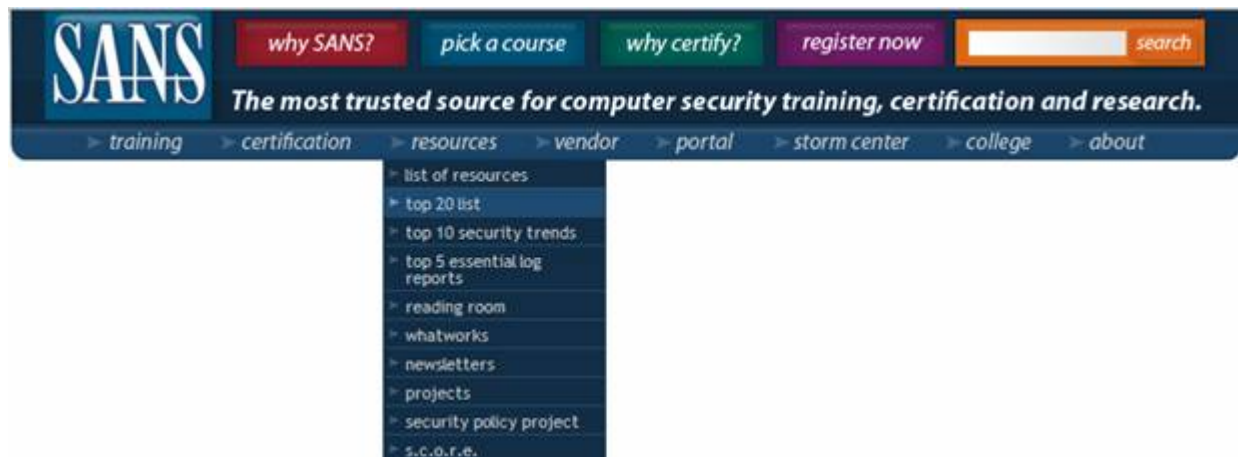 SANS
why SANS? pick a course why certify? register now search
The most trusted source for computer security training, certification and research.
training certification resources vendor portal storm center college about
list of resources
top 20 list
top 10 security trends
top 5 essential log
reports
reading room
whatworks
newsletters
projects
security policy project
s.c.o.r.e.